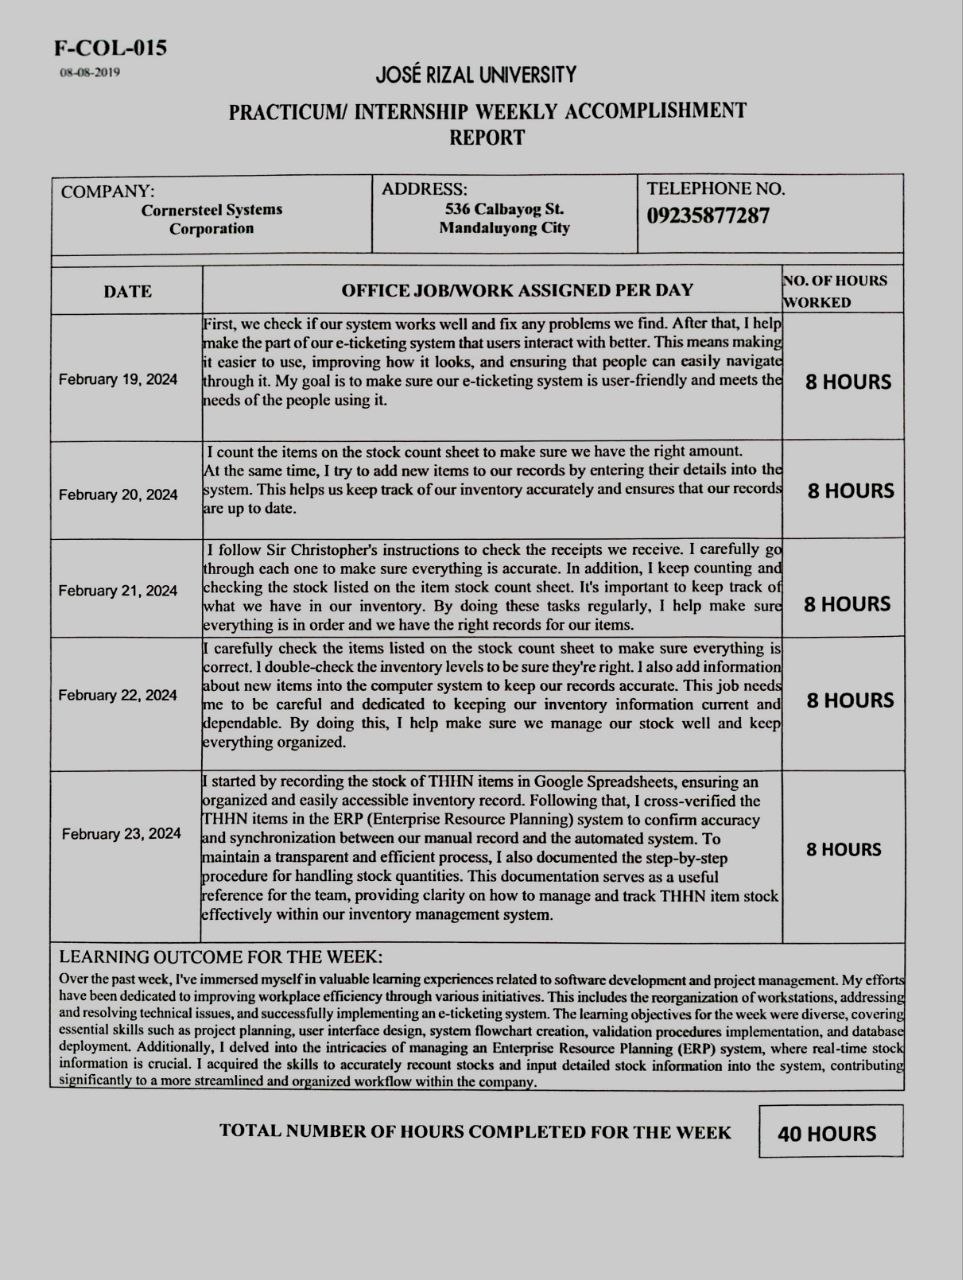 F-COL-015
08-08-2019
JOSÉ RIZAL UNIVERSITY
PRACTICUM/ INTERNSHIP WEEKLY ACCOMPLISHMENT
REPORT
COMPANY:
Cornersteel Systems
Corporation
ADDRESS:
536 Calbayog St.
Mandaluyong City
TELEPHONE NO.
09235877287
DATE
OFFICE JOB/WORK ASSIGNED PER DAY
NO. OF HOURS
WORKED
February 19, 2024
First, we check if our system works well and fix any problems we find. After that, I help
make the part of our e-ticketing system that users interact with better. This means making
it easier to use, improving how it looks, and ensuring that people can easily navigate
through it. My goal is to make sure our e-ticketing system is user-friendly and meets the
needs of the people using it.
8 HOURS
February 20, 2024
I count the items on the stock count sheet to make sure we have the right amount.
At the same time, I try to add new items to our records by entering their details into the
system. This helps us keep track of our inventory accurately and ensures that our records
are up to date.
8 HOURS
February 21, 2024
I follow Sir Christopher's instructions to check the receipts we receive. I carefully go
through each one to make sure everything is accurate. In addition, I keep counting and
checking the stock listed on the item stock count sheet. It's important to keep track of
what we have in our inventory. By doing these tasks regularly, I help make sure
everything is in order and we have the right records for our items.
8 HOURS
February 22, 2024
I carefully check the items listed on the stock count sheet to make sure everything is
correct. I double-check the inventory levels to be sure they're right. I also add information
about new items into the computer system to keep our records accurate. This job needs
me to be careful and dedicated to keeping our inventory information current and
dependable. By doing this, I help make sure we manage our stock well and keep
everything organized.
8 HOURS
February 23, 2024
I started by recording the stock of THHN items in Google Spreadsheets, ensuring an
organized and easily accessible inventory record. Following that, I cross-verified the
THHN items in the ERP (Enterprise Resource Planning) system to confirm accuracy
and synchronization between our manual record and the automated system. To
maintain a transparent and efficient process, I also documented the step-by-step
procedure for handling stock quantities. This documentation serves as a useful
reference for the team, providing clarity on how to manage and track THHN item stock
effectively within our inventory management system.
8 HOURS
LEARNING OUTCOME FOR THE WEEK:
Over the past week, I've immersed myself in valuable learning experiences related to software development and project management. My efforts
have been dedicated to improving workplace efficiency through various initiatives. This includes the reorganization of workstations, addressing
and resolving technical issues, and successfully implementing an e-ticketing system. The learning objectives for the week were diverse, covering
essential skills such as project planning, user interface design, system flowchart creation, validation procedures implementation, and database
deployment. Additionally, I delved into the intricacies of managing an Enterprise Resource Planning (ERP) system, where real-time stock
information is crucial. I acquired the skills to accurately recount stocks and input detailed stock information into the system, contributing
significantly to a more streamlined and organized workflow within the company.
TOTAL NUMBER OF HOURS COMPLETED FOR THE WEEK
40 HOURS